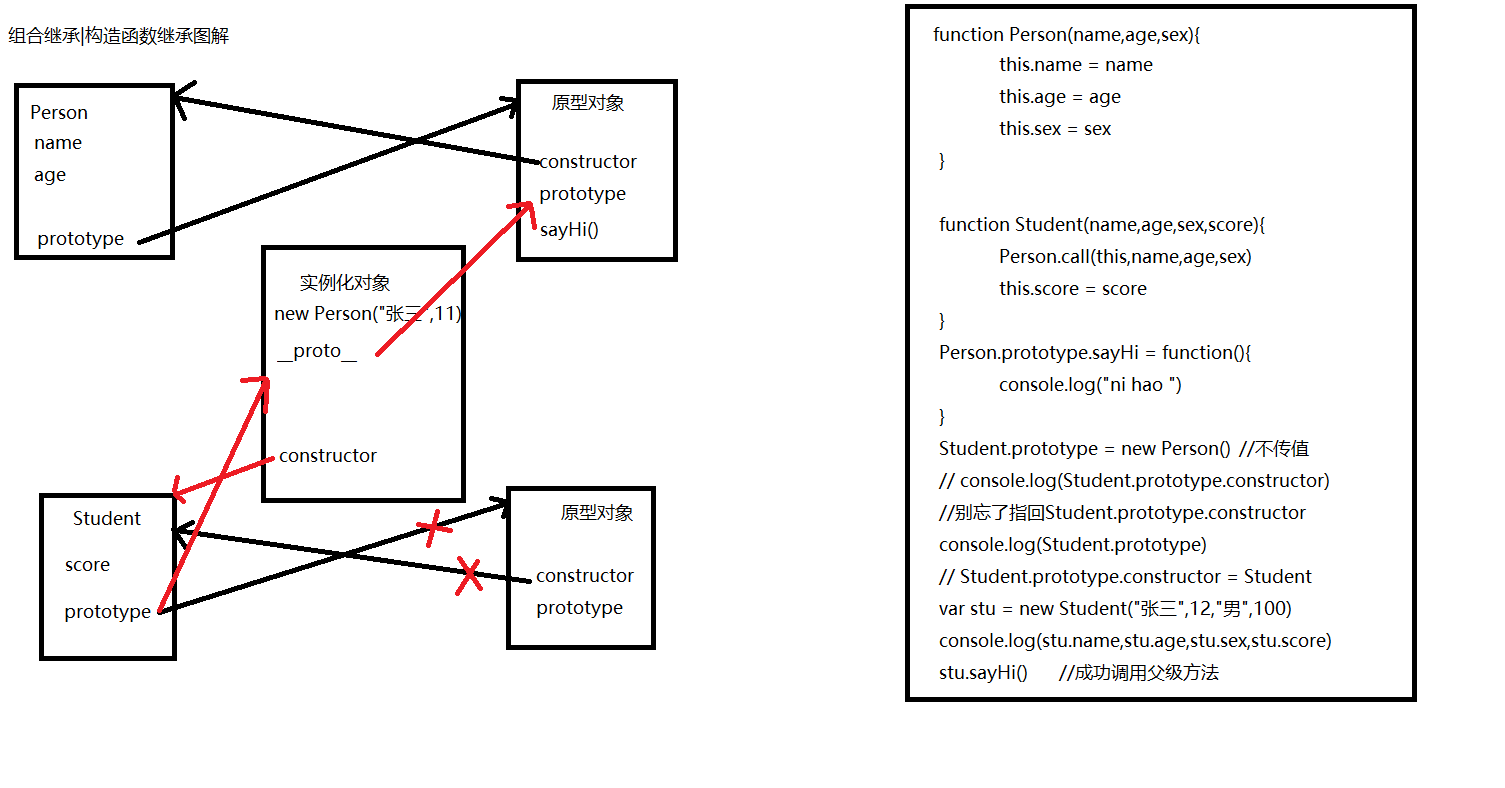 组合继承|构造函数继承图解
Person
name
age
prototype
原型对象
constructor
prototype
sayHi()
实例化对象
new Person("张三",11)
__proto__
constructor
Student
score
prototype
原型对象
constructor
prototype
function Person(name,age,sex){
this.name = name
this.age = age
this.sex = sex
}
function Student(name,age,sex,score){
Person.call(this,name,age,sex)
this.score = score
}
Person.prototype.sayHi = function(){
console.log("ni hao ")
}
Student.prototype = new Person() //不传值
// console.log(Student.prototype.constructor)
//别忘了指回Student.prototype.constructor
console.log(Student.prototype)
// Student.prototype.constructor = Student
var stu = new Student("张三",12,"男",100)
console.log(stu.name,stu.age,stu.sex,stu.score)
stu.sayHi() //成功调用父级方法